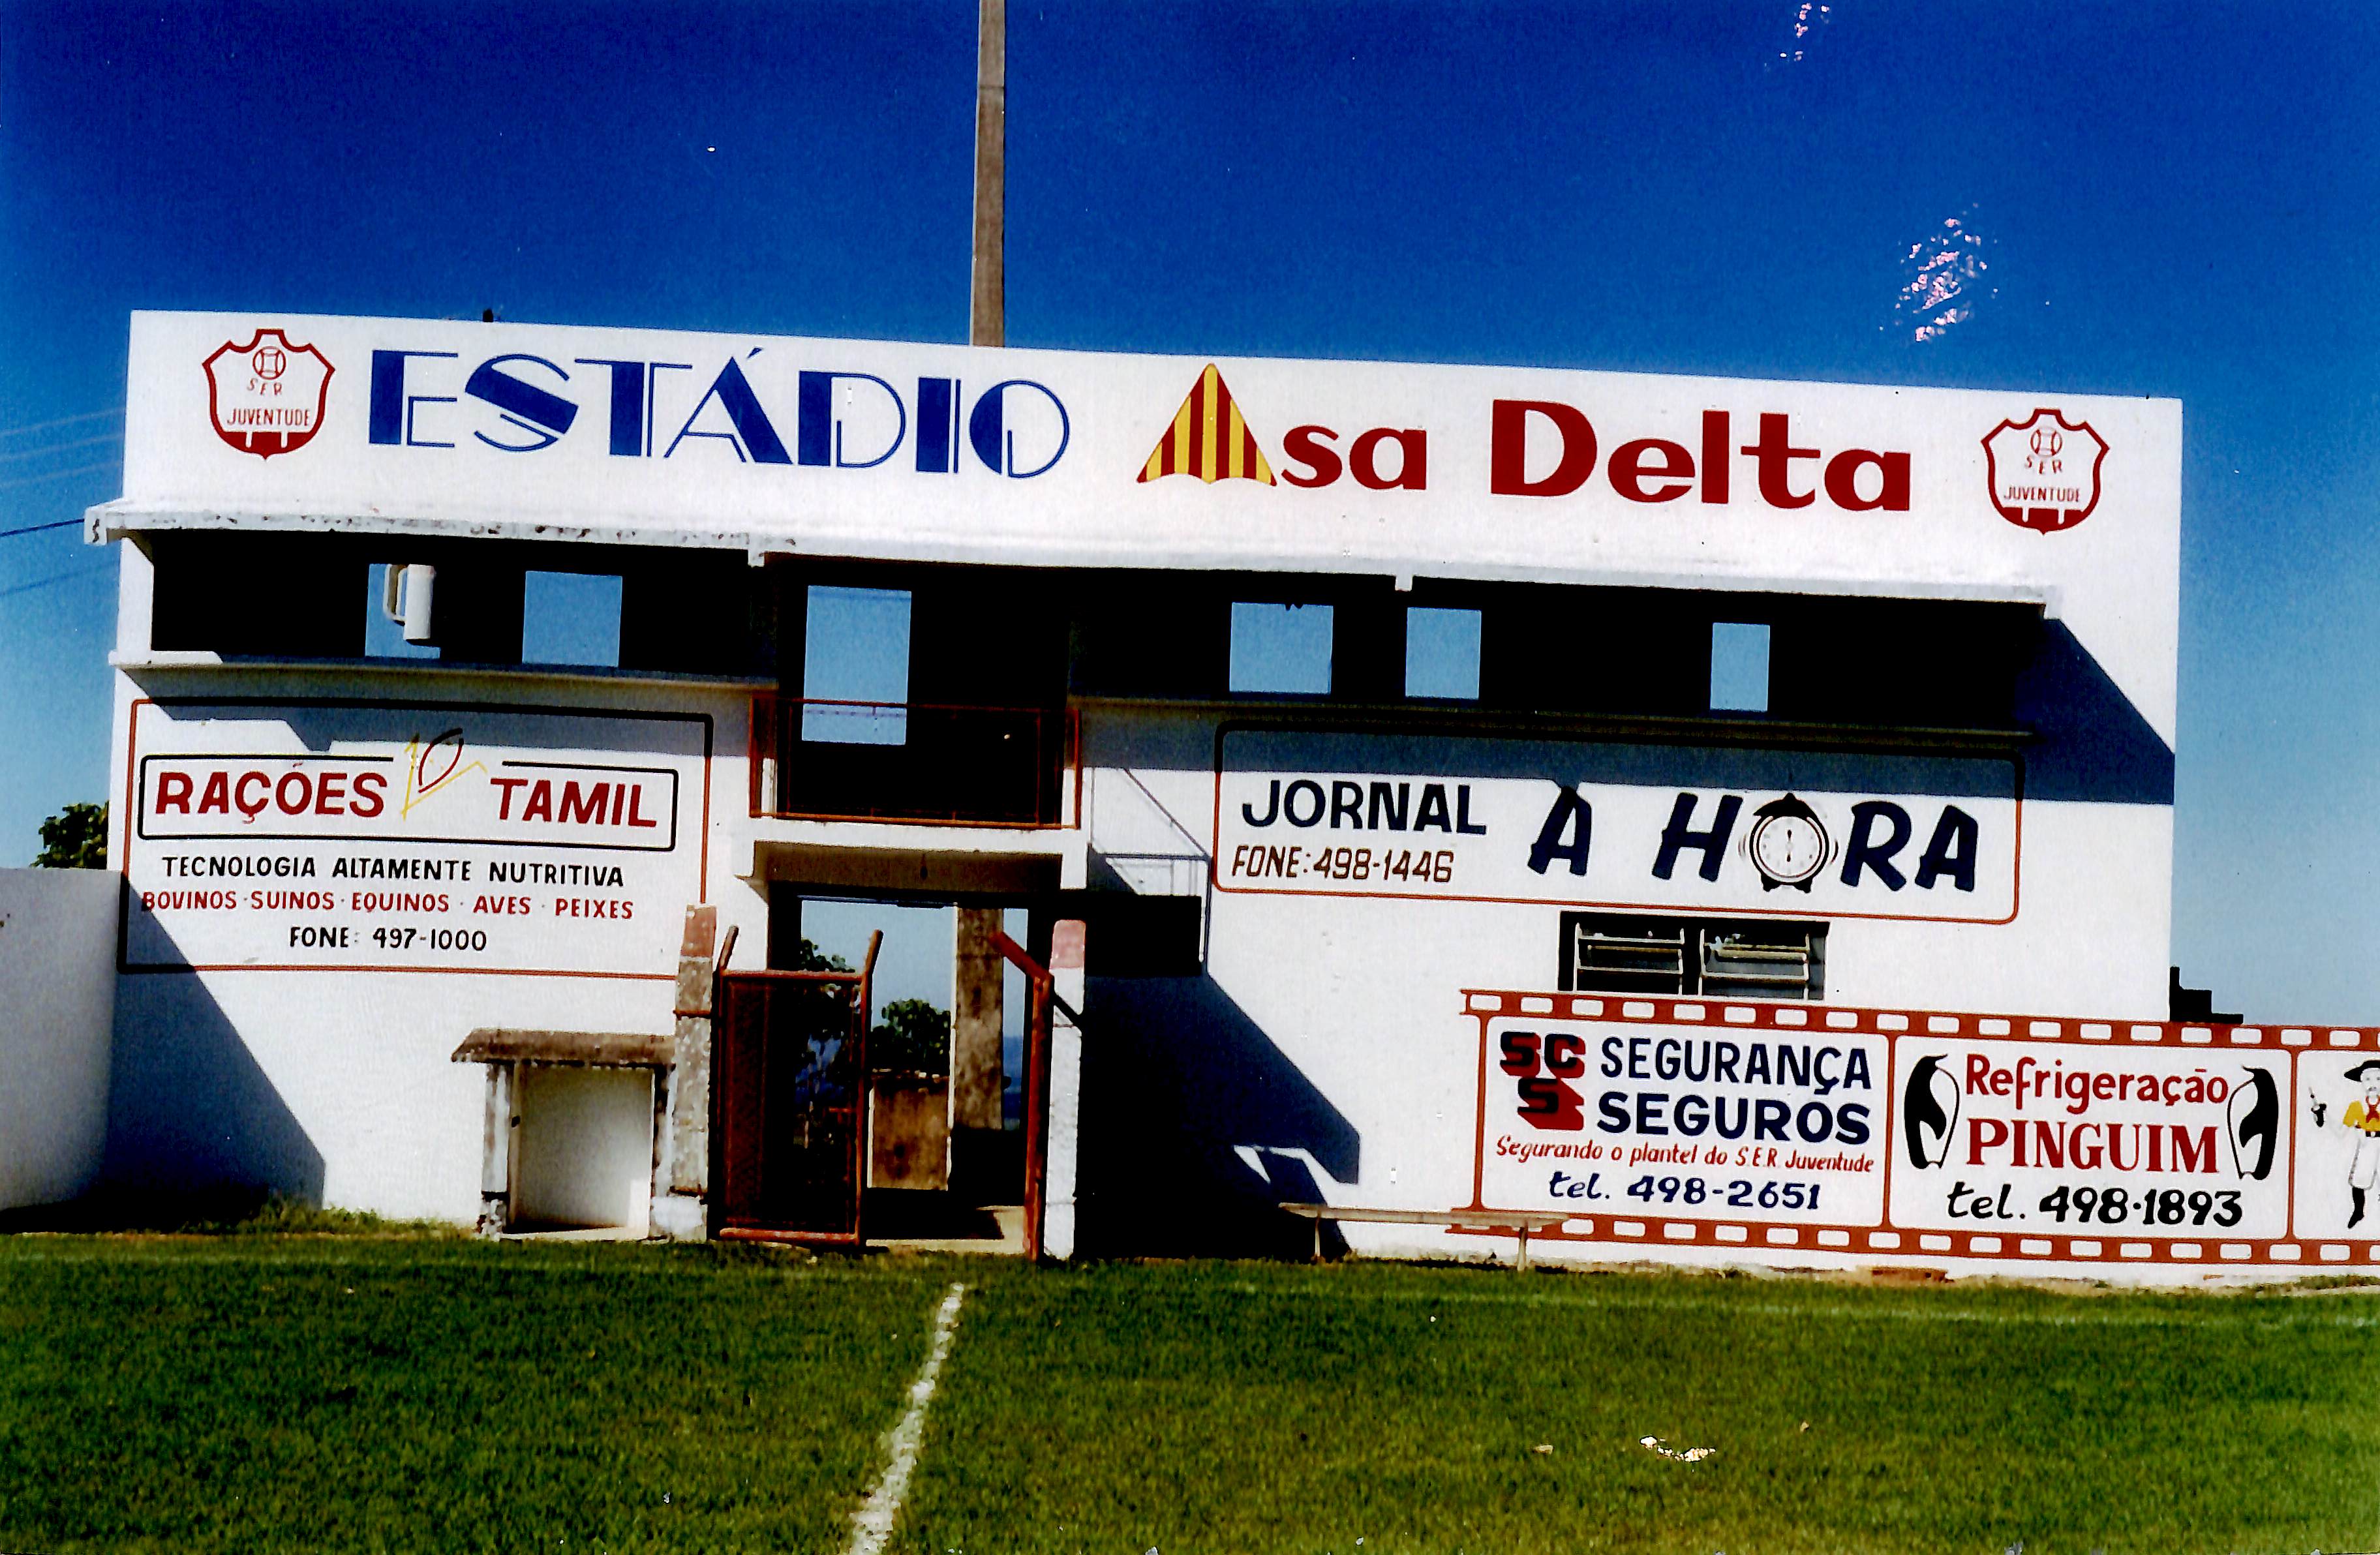 S E R
JUVENTUDE
ESTÁDIO Asa Delta
S E R
JUVENTUDE
RAÇÕES TAMIL
TECNOLOGIA ALTAMENTE NUTRITIVA
BOVINOS · SUINOS · EQUINOS · AVES · PEIXES
FONE: 497-1000
JORNAL A HORA
FONE: 498-1446
SCS SEGURANÇA
SEGUROS
Segurando o plantel do S.E.R. Juventude
tel. 498-2651
Refrigeração
PINGUIM
tel. 498-1893